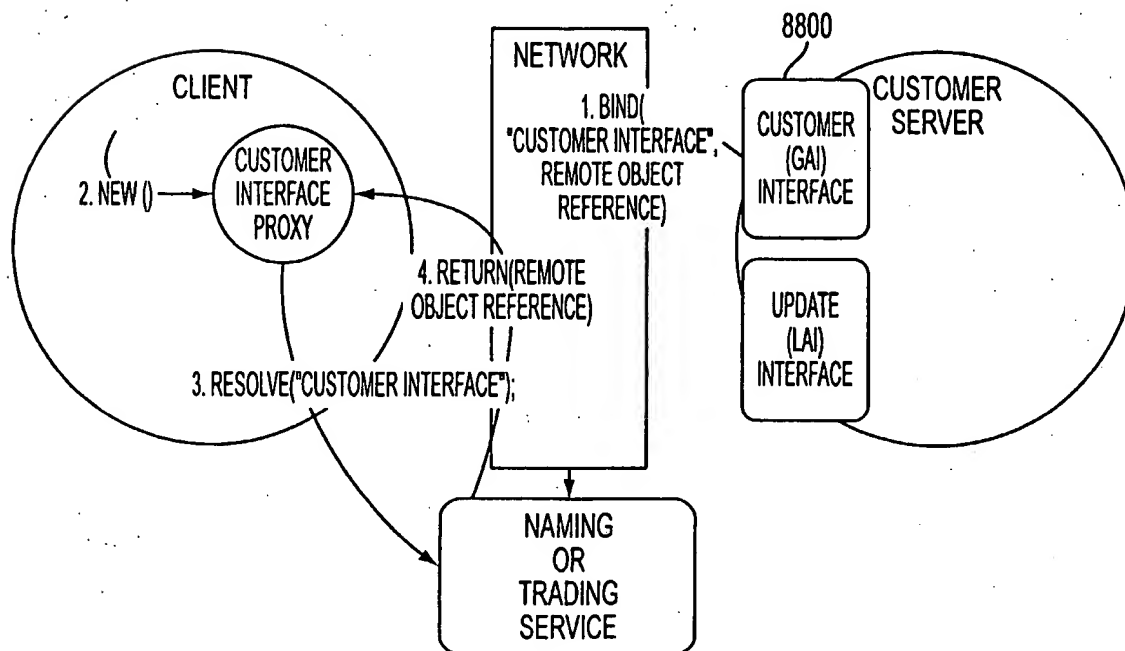 8800
CLIENT
2. NEW ()
CUSTOMER
INTERFACE
PROXY
NETWORK
1. BIND(
"CUSTOMER INTERFACE",
REMOTE OBJECT
REFERENCE)
CUSTOMER
SERVER
CUSTOMER
(GAI)
INTERFACE
4. RETURN(REMOTE
OBJECT REFERENCE)
UPDATE
(LAI)
INTERFACE
3. RESOLVE("CUSTOMER INTERFACE");
NAMING
OR
TRADING
SERVICE